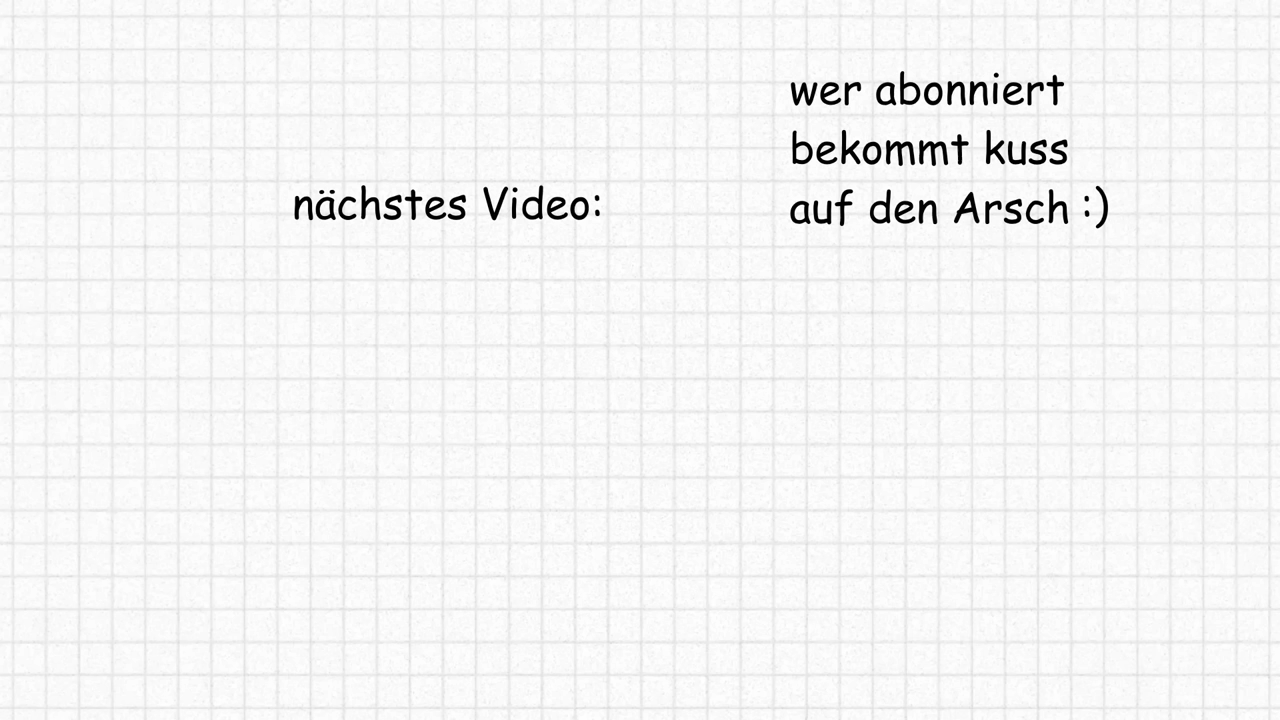 nächstes Video:
wer abonniert
bekommt kuss
auf den Arsch :)